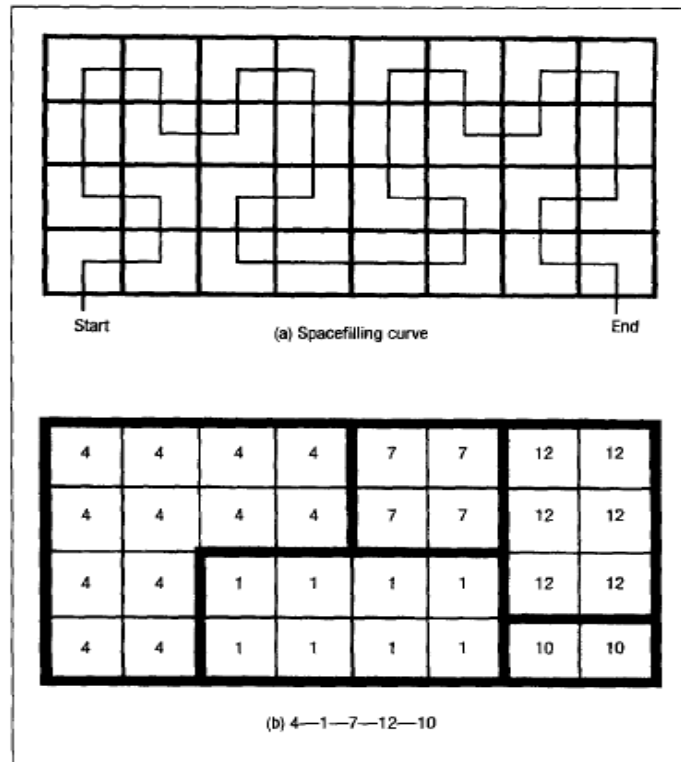 Start
End
(a) Spacefilling curve
4 4 4 4 7 7 12 12
4 4 4 4 7 7 12 12
4 4 1 1 1 1 12 12
4 4 1 1 1 1 10 10
(b) 4—1—7—12—10